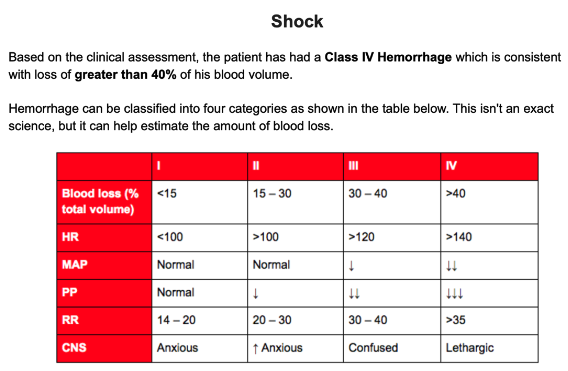 Shock
Based on the clinical assessment, the patient has had a Class IV Hemorrhage which is consistent
with loss of greater than 40% of his blood volume.
Hemorrhage can be classified into four categories as shown in the table below. This isn't an exact
science, but it can help estimate the amount of blood loss.
I II III IV
Blood loss (% total volume) <15 15 – 30 30 – 40 >40
HR <100 >100 >120 >140
MAP Normal Normal ↓ ↓↓
PP Normal ↓ ↓↓ ↓↓↓
RR 14 – 20 20 – 30 30 – 40 >35
CNS Anxious ↑ Anxious Confused Lethargic